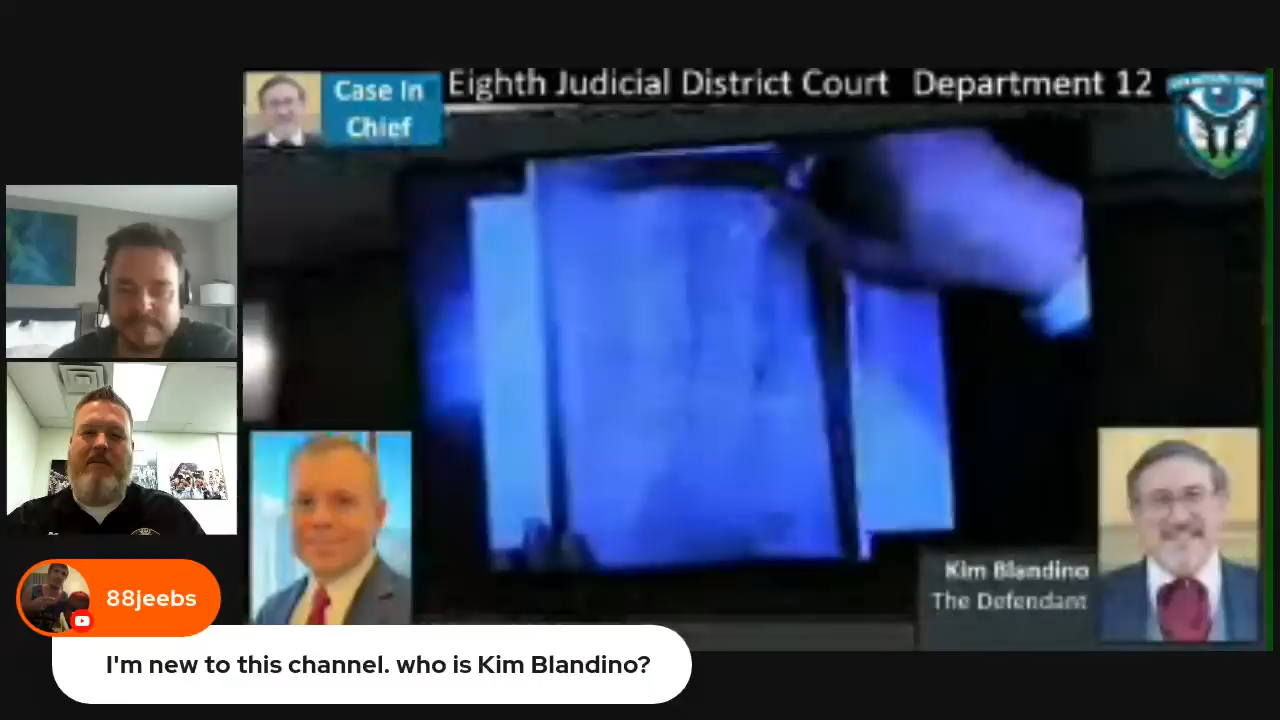 Case In
Chief
Eighth Judicial District Court Department 12
Kim Blandino
The Defendant
88jeebs
I'm new to this channel. who is Kim Blandino?